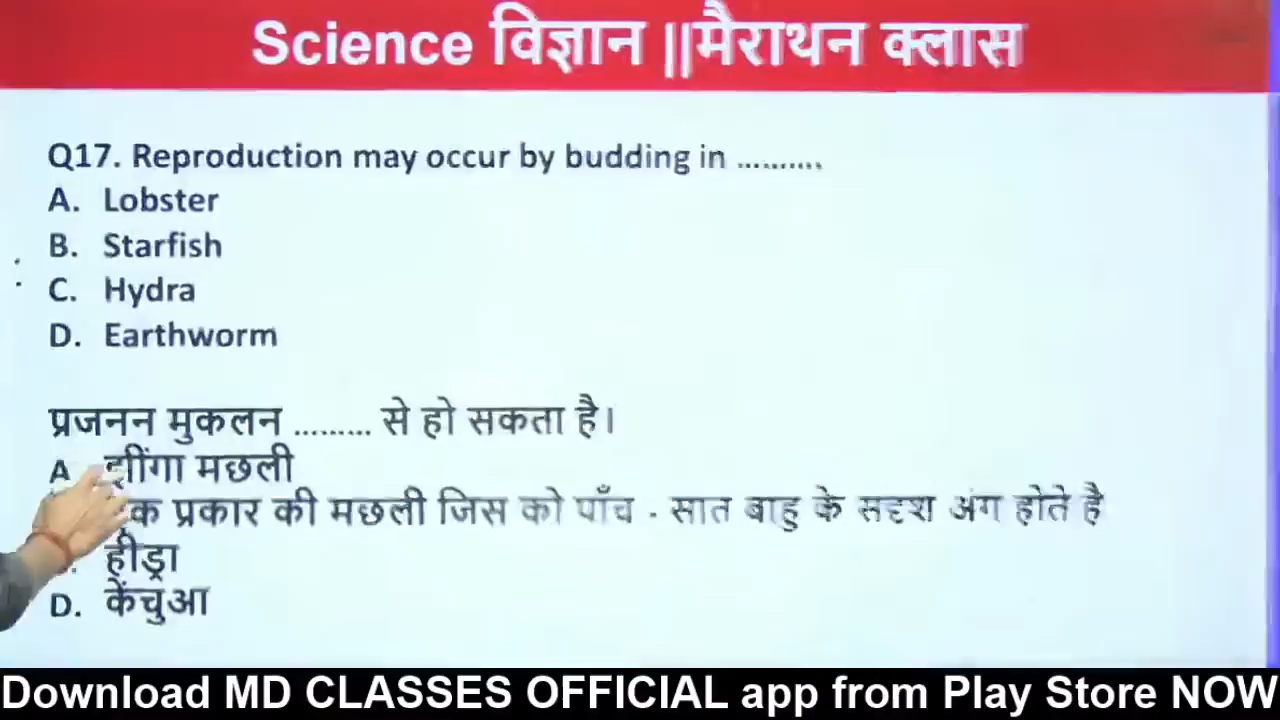 Science विज्ञान ||मैराथन क्लास
Q17. Reproduction may occur by budding in ..........
A. Lobster
B. Starfish
C. Hydra
D. Earthworm
प्रजनन मुकलन ......... से हो सकता है।
A झींगा मछली
प्रकार की मछली जिस को पाँच - सात बाहु के सदृश अंग होते है
हीड्रा
D. केंचुआ
Download MD CLASSES OFFICIAL app from Play Store NOW